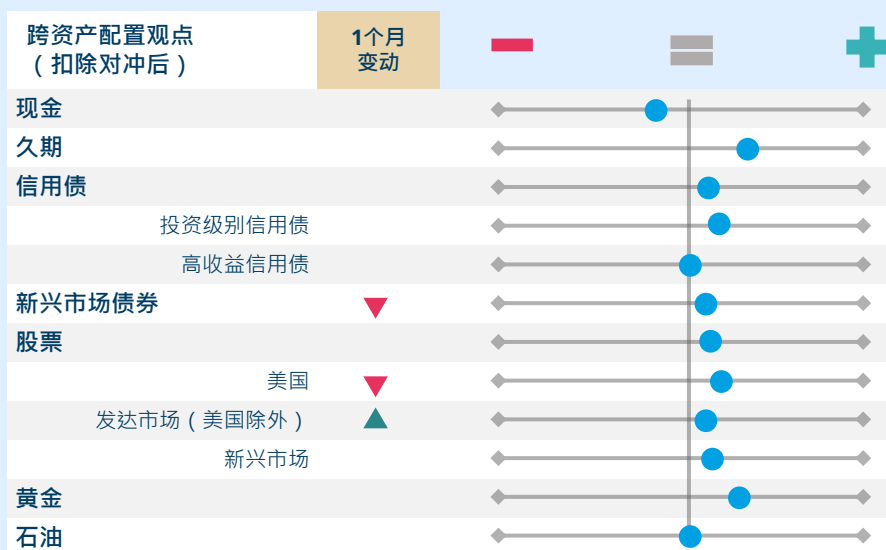 跨资产配置观点
（扣除对冲后）
1个月
变动
现金
久期
信用债
投资级别信用债
高收益信用债
新兴市场债券
股票
美国
发达市场（美国除外）
新兴市场
黄金
石油